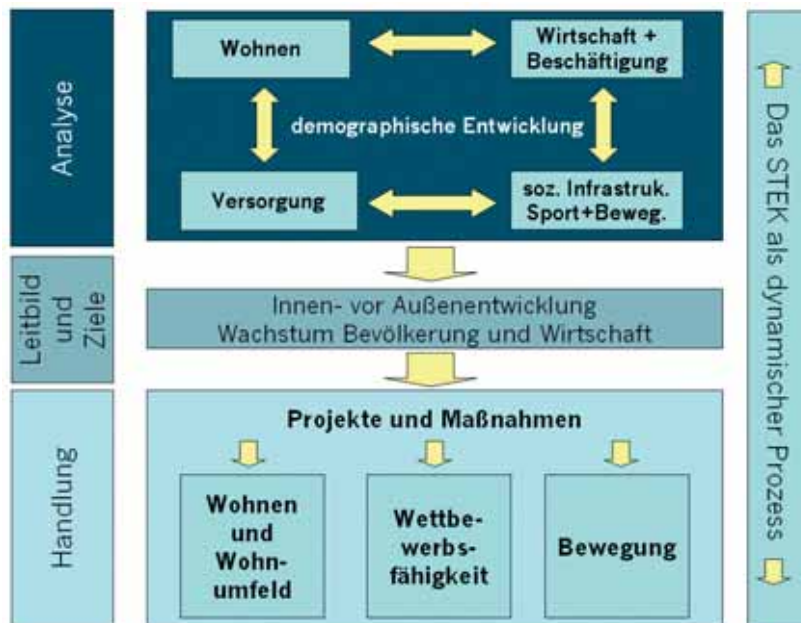 Analyse
Wohnen
Wirtschaft +
Beschäftigung
demographische Entwicklung
Versorgung
soz. Infrastruk.
Sport+Beweg.
Leitbild
und
Ziele
Innen- vor Außenentwicklung
Wachstum Bevölkerung und Wirtschaft
Handlung
Projekte und Maßnahmen
Wohnen
und
Wohn-
umfeld
Wettbe-
werbs-
fähigkeit
Bewegung
Das STEK als dynamischer Prozess